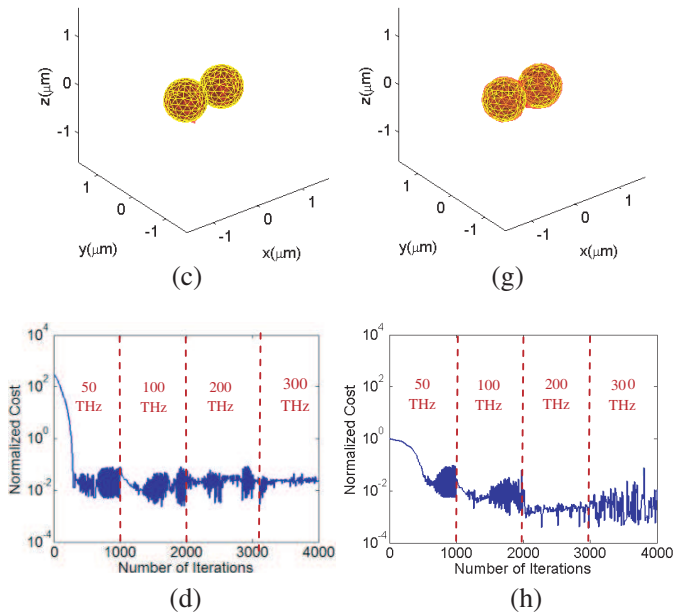 1
0
-1
z(μm)
1
0
-1
y(μm)
-1
0
1
x(μm)
(c)
1
0
-1
z(μm)
1
0
-1
y(μm)
-1
0
1
x(μm)
(g)
10^4
10^2
10^0
10^-2
10^-4
Normalized Cost
50 THz
100 THz
200 THz
300 THz
0 1000 2000 3000 4000
Number of Iterations
(d)
10^4
10^2
10^0
10^-2
10^-4
Normalized Cost
50 THz
100 THz
200 THz
300 THz
0 1000 2000 3000 4000
Number of Iterations
(h)